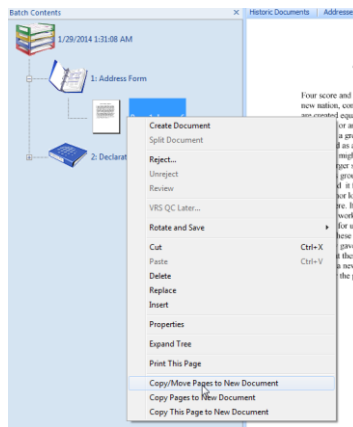 Batch Contents
Historic Documents
Addresse
1/29/2014 1:31:08 AM
1: Address Form
2: Declarat
Create Document
Split Document
Reject...
Unreject
Review
VRS QC Later...
Rotate and Save
Cut Ctrl+X
Paste Ctrl+V
Delete
Replace
Insert
Properties
Expand Tree
Print This Page
Copy/Move Pages to New Document
Copy Pages to New Document
Copy This Page to New Document
Four score and
new nation, con
are created equa